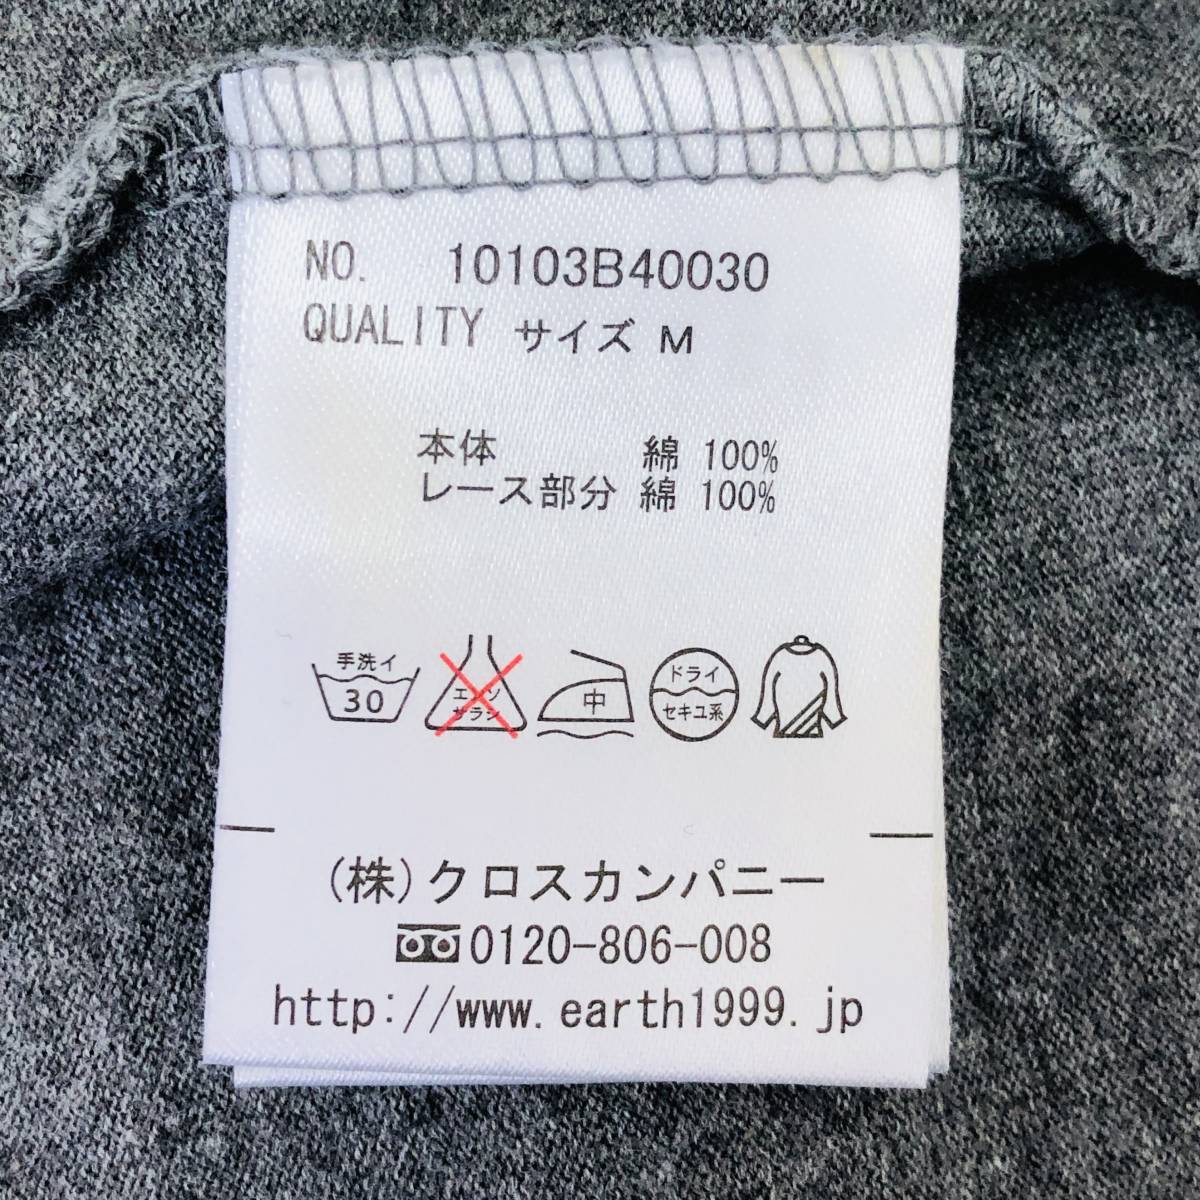 NO. 10103B40030
QUALITY サイズ M
本体 綿 100%
レース部分 綿 100%
手洗イ
30
エンソ
サラシ
中
ドライ
セキユ系
(株)クロスカンパニー
0120-806-008
http://www.earth1999.jp